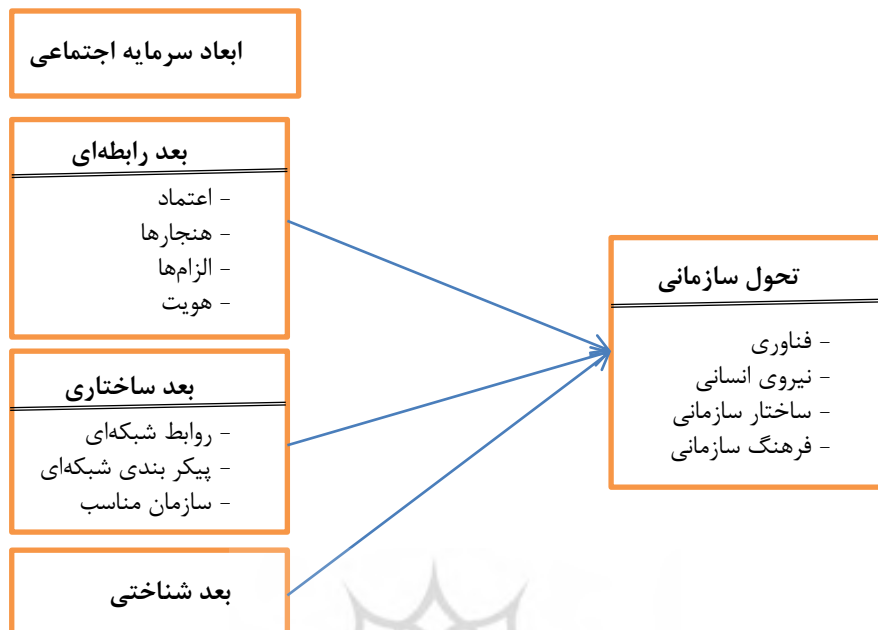 ابعاد سرمایه اجتماعی
بعد رابطه‌ای
- اعتماد
- هنجارها
- الزام‌ها
- هویت
بعد ساختاری
- روابط شبکه‌ای
- پیکر بندی شبکه‌ای
- سازمان مناسب
بعد شناختی
تحول سازمانی
- فناوری
- نیروی انسانی
- ساختار سازمانی
- فرهنگ سازمانی